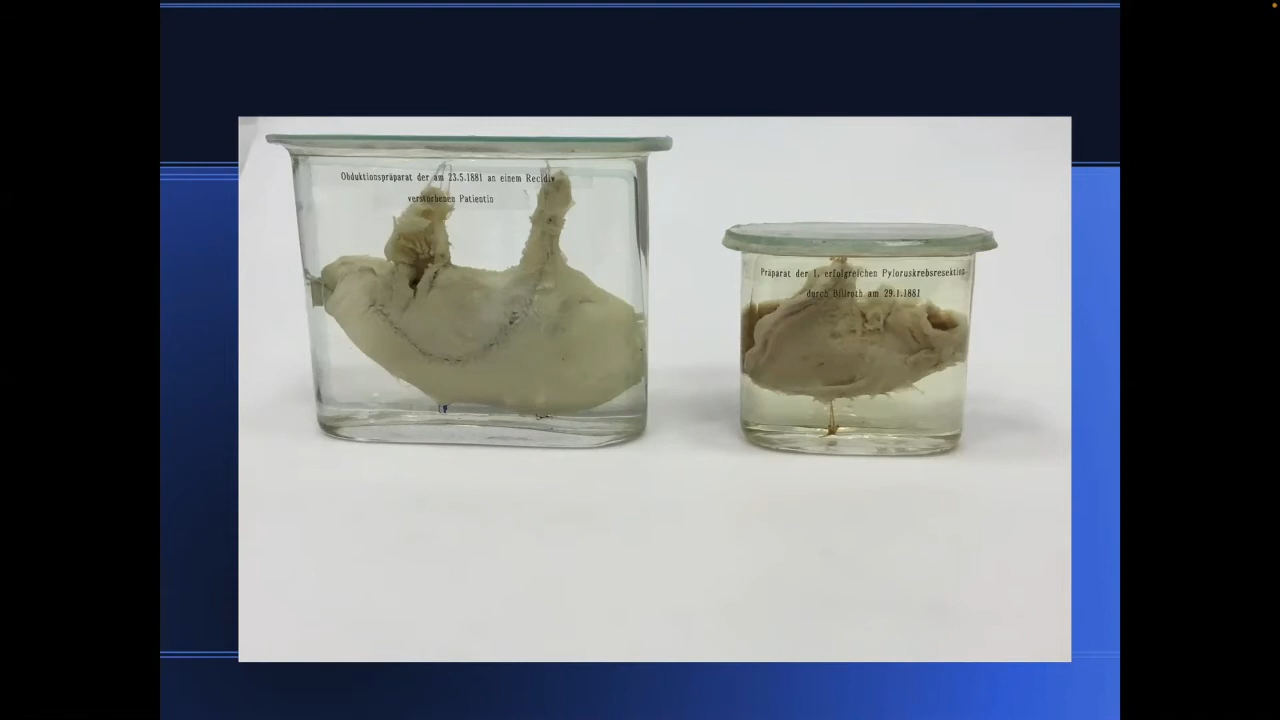 Obduktionspräparat der am 23.5.1881 an einem Recidiv
verstorbenen Patientin
Präparat der 1. erfolgreichen Pyloruskrebsresektion
durch Billroth am 29.1.1881